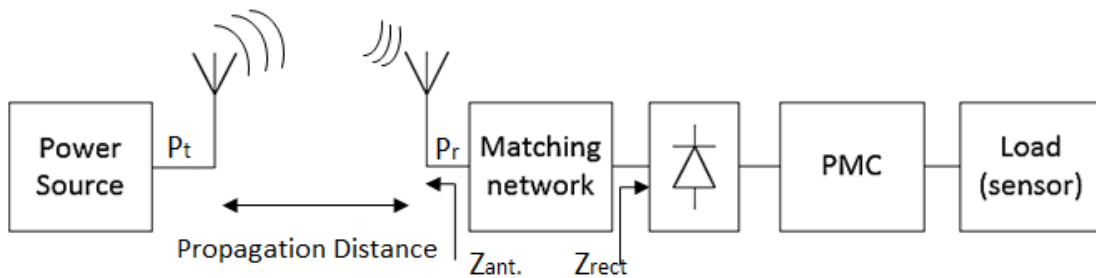 Power
Source
Pt
Pr
Matching
network
PMC
Load
(sensor)
Propagation Distance
Zant.
Zrect